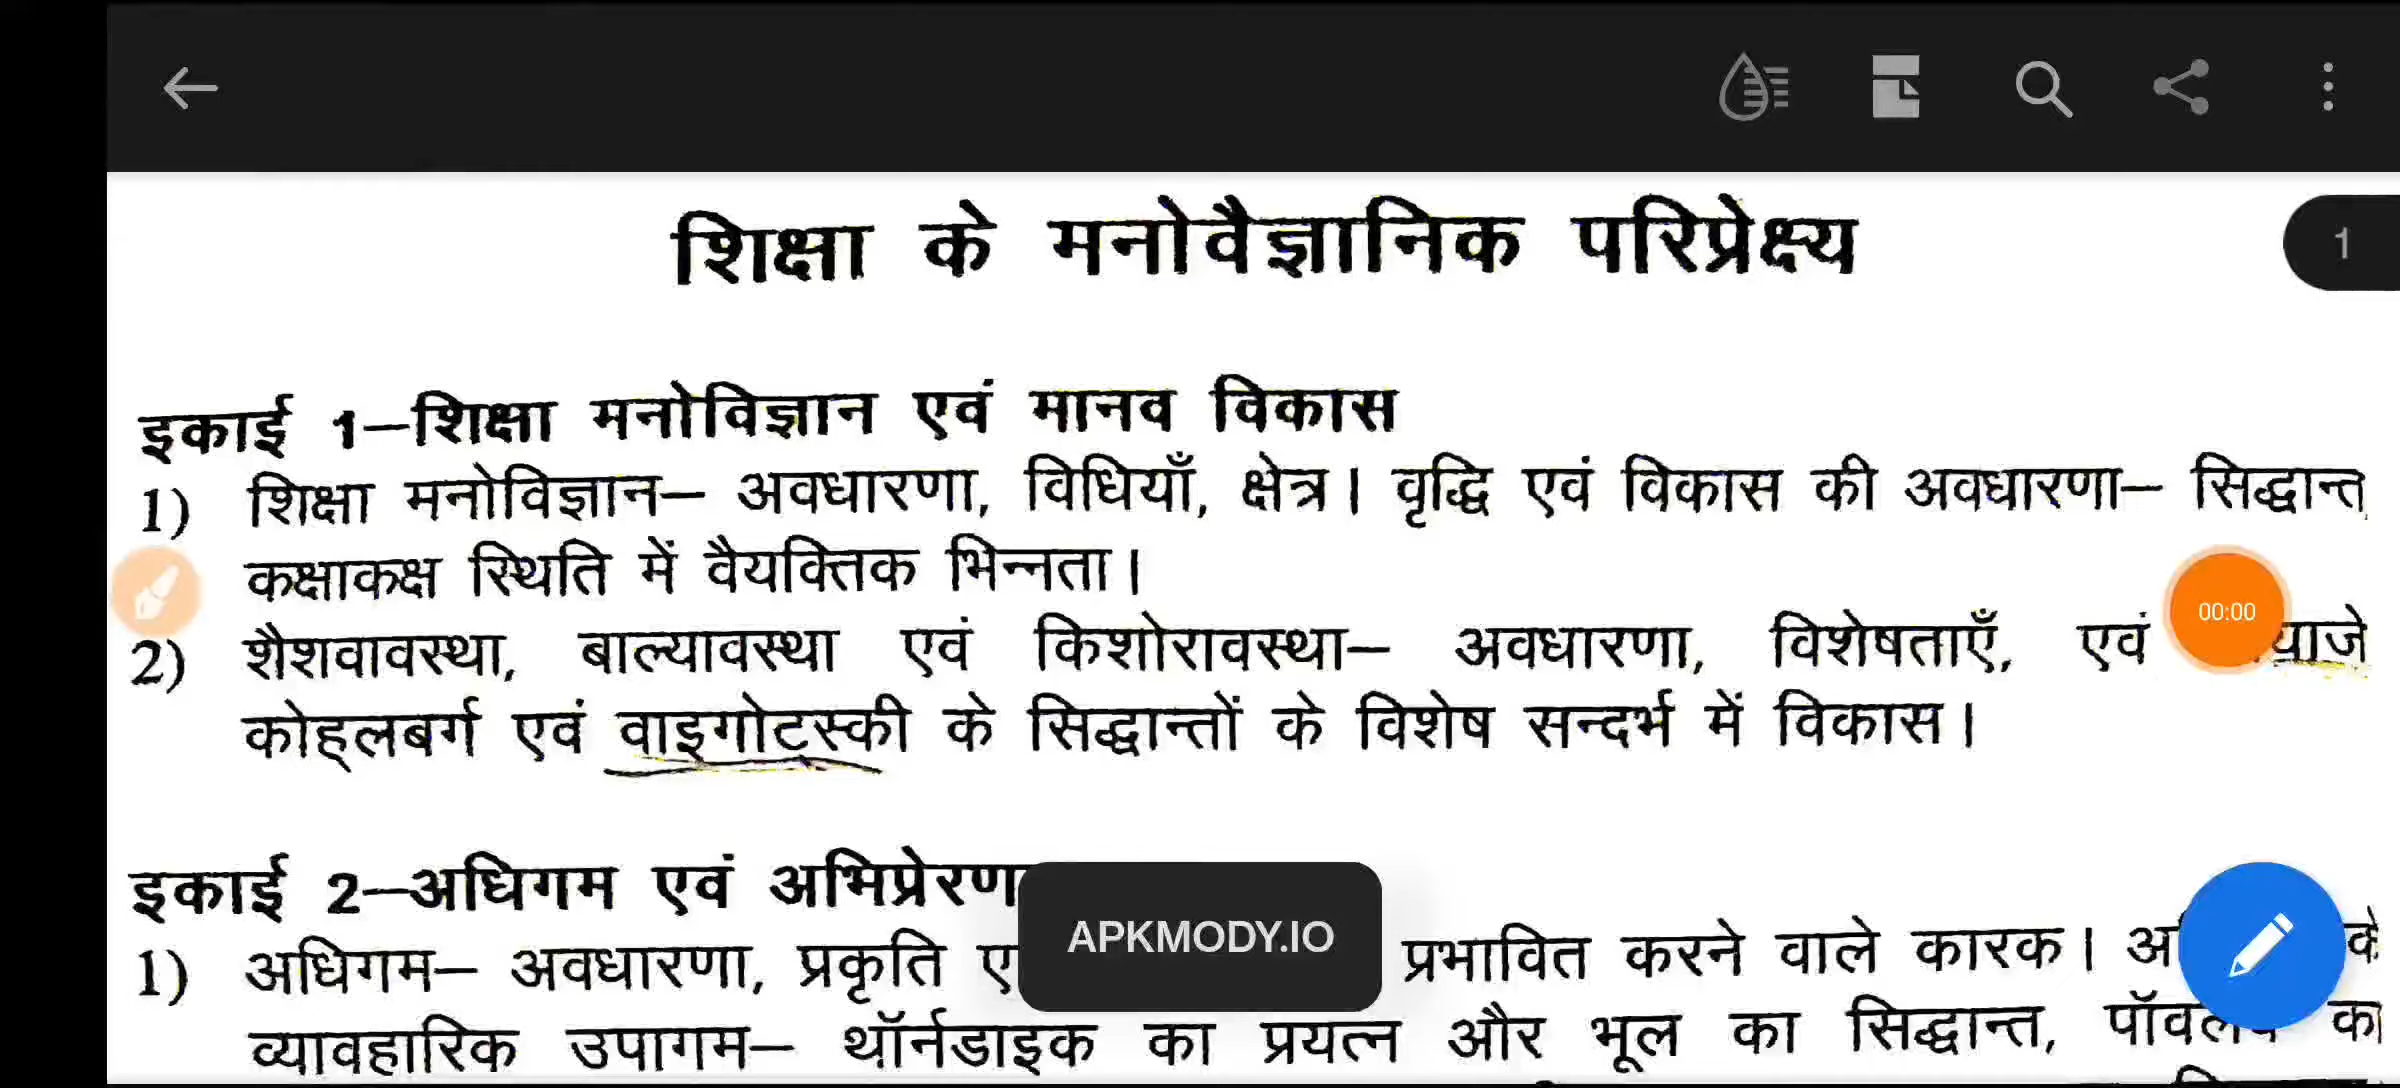 शिक्षा के मनोवैज्ञानिक परिप्रेक्ष्य
1
इकाई 1—शिक्षा मनोविज्ञान एवं मानव विकास
1) शिक्षा मनोविज्ञान— अवधारणा, विधियाँ, क्षेत्र। वृद्धि एवं विकास की अवधारणा— सिद्धान्त,
कक्षाकक्ष स्थिति में वैयक्तिक भिन्नता।
00:00
2) शैशवावस्था, बाल्यावस्था एवं किशोरावस्था— अवधारणा, विशेषताएँ, एवं
कोह्लबर्ग एवं वाइगोटस्की के सिद्धान्तों के विशेष सन्दर्भ में विकास।
इकाई 2—अधिगम एवं
APKMODY.IO
1) अधिगम— अवधारणा, प्रकृति प्रभावित करने वाले कारक।
व्यावहारिक उपागम— थॉर्नडाइक का प्रयत्न और भूल का सिद्धान्त, का